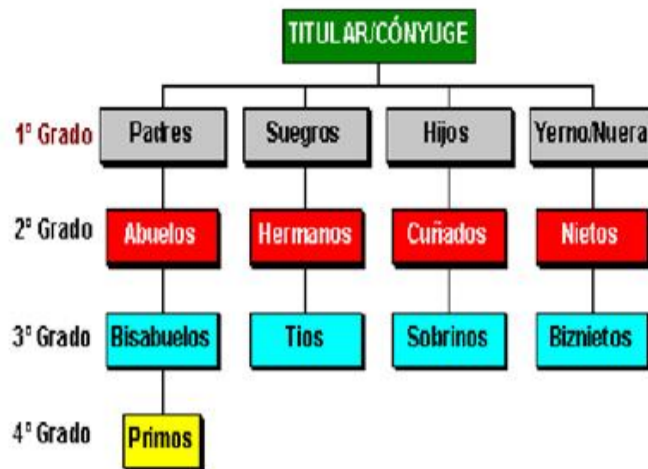 TITULAR/CÓNYUGE
1º Grado Padres Suegros Hijos Yerno/Nuera
2º Grado Abuelos Hermanos Cuñados Nietos
3º Grado Bisabuelos Tios Sobrinos Biznietos
4º Grado Primos